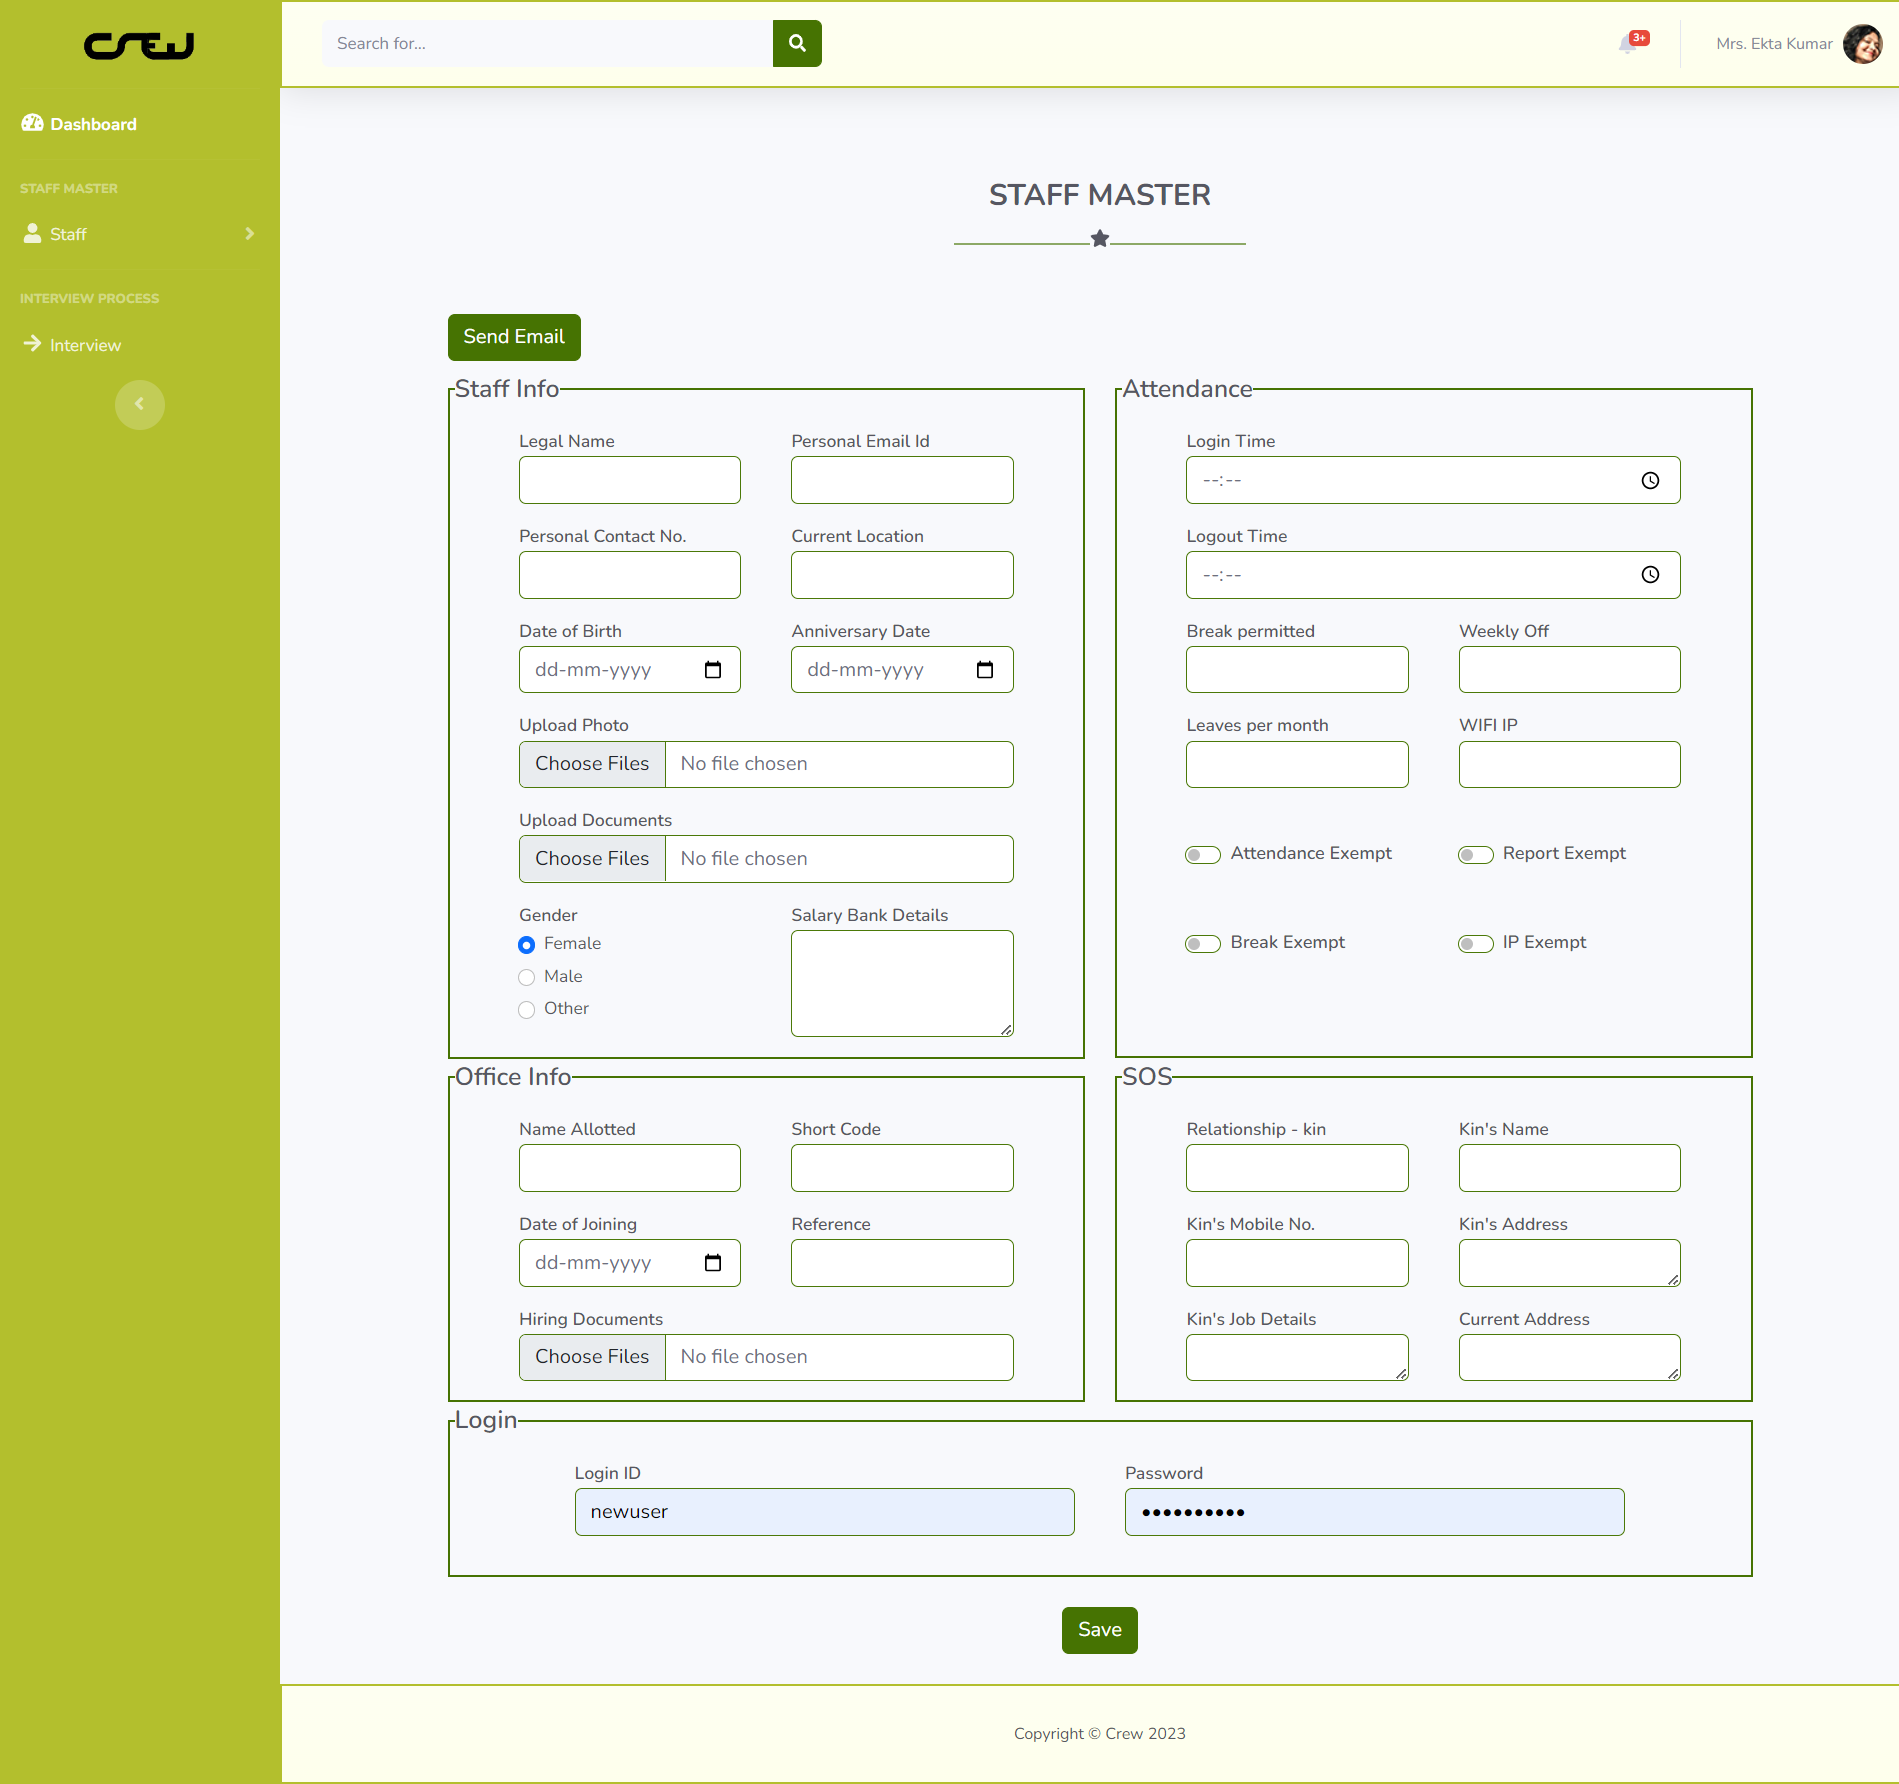 CREW
Search for...
3+
Mrs. Ekta Kumar
Dashboard
STAFF MASTER
Staff
INTERVIEW PROCESS
Interview
STAFF MASTER
Send Email
Staff Info
Legal Name
Personal Email Id
Personal Contact No.
Current Location
Date of Birth
Anniversary Date
dd-mm-yyyy
dd-mm-yyyy
Upload Photo
Choose Files No file chosen
Upload Documents
Choose Files No file chosen
Gender
Salary Bank Details
Female
Male
Other
Attendance
Login Time
--:--
Logout Time
--:--
Break permitted
Weekly Off
Leaves per month
WIFI IP
Attendance Exempt
Report Exempt
Break Exempt
IP Exempt
Office Info
Name Allotted
Short Code
Date of Joining
Reference
dd-mm-yyyy
Hiring Documents
Choose Files No file chosen
SOS
Relationship - kin
Kin's Name
Kin's Mobile No.
Kin's Address
Kin's Job Details
Current Address
Login
Login ID
Password
newuser
••••••••••
Save
Copyright © Crew 2023